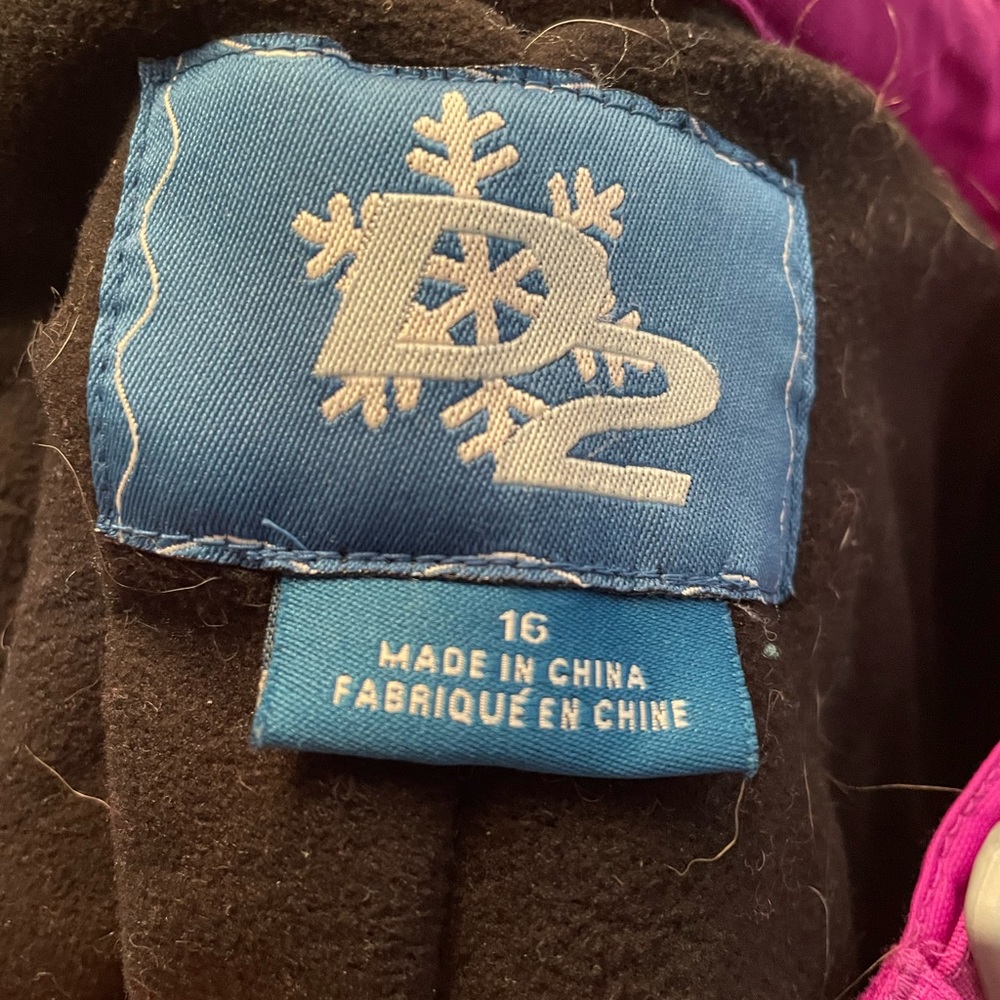 D2
16
MADE IN CHINA
FABRIQUÉ EN CHINE